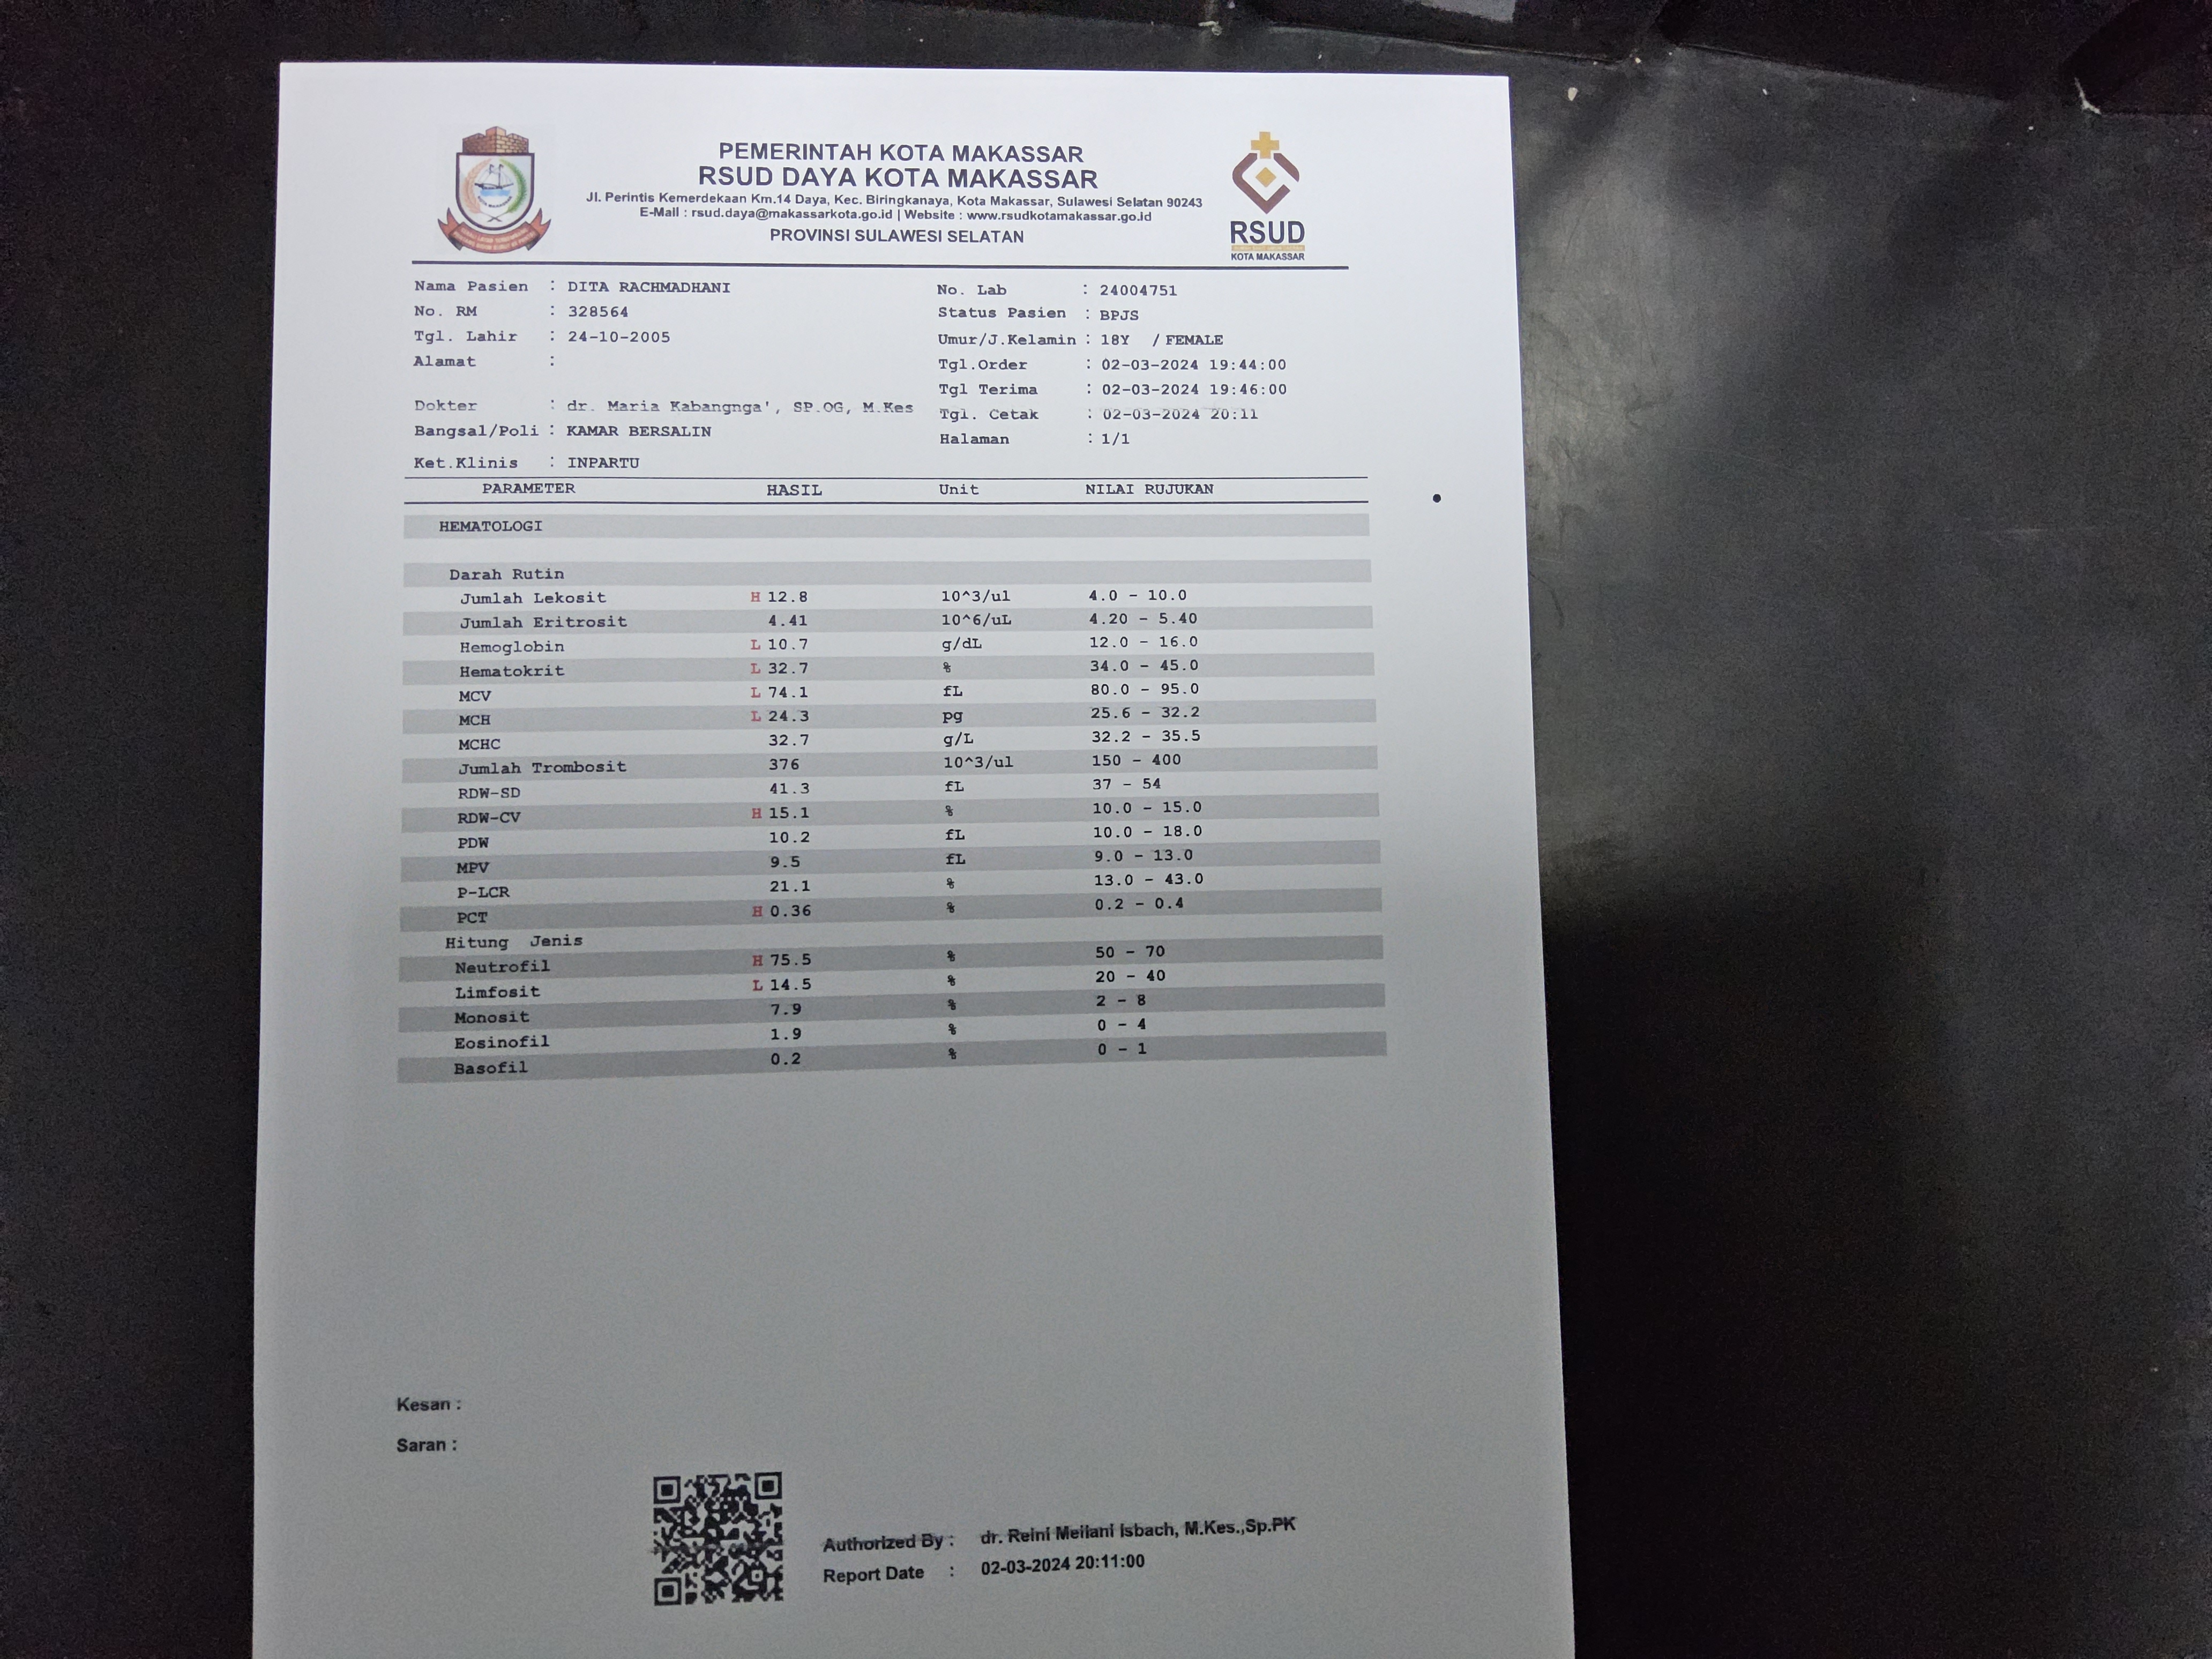 PEMERINTAH KOTA MAKASSAR
RSUD DAYA KOTA MAKASSAR
Jl. Perintis Kemerdekaan Km.14 Daya, Kec. Biringkanaya, Kota Makassar, Sulawesi Selatan 90243
E-Mail : rsud.daya@makassarkota.go.id | Website : www.rsudkotamakassar.go.id
PROVINSI SULAWESI SELATAN
RSUD
KOTA MAKASSAR
Nama Pasien : DITA RACHMADHANI
No. RM : 328564
Tgl. Lahir : 24-10-2005
Alamat :
Dokter : dr. Maria Kabangnga', SP.OG, M.Kes
Bangsal/Poli : KAMAR BERSALIN
Ket.Klinis : INPARTU
No. Lab : 24004751
Status Pasien : BPJS
Umur/J.Kelamin : 18Y / FEMALE
Tgl.Order : 02-03-2024 19:44:00
Tgl Terima : 02-03-2024 19:46:00
Tgl. Cetak : 02-03-2024 20:11
Halaman : 1/1
PARAMETER HASIL Unit NILAI RUJUKAN
HEMATOLOGI
Darah Rutin
Jumlah Lekosit H 12.8 10^3/ul 4.0 - 10.0
Jumlah Eritrosit 4.41 10^6/uL 4.20 - 5.40
Hemoglobin L 10.7 g/dL 12.0 - 16.0
Hematokrit L 32.7 % 34.0 - 45.0
MCV L 74.1 fL 80.0 - 95.0
MCH L 24.3 pg 25.6 - 32.2
MCHC 32.7 g/L 32.2 - 35.5
Jumlah Trombosit 376 10^3/ul 150 - 400
RDW-SD 41.3 fL 37 - 54
RDW-CV H 15.1 % 10.0 - 15.0
PDW 10.2 fL 10.0 - 18.0
MPV 9.5 fL 9.0 - 13.0
P-LCR 21.1 % 13.0 - 43.0
PCT H 0.36 % 0.2 - 0.4
Hitung Jenis
Neutrofil H 75.5 % 50 - 70
Limfosit L 14.5 % 20 - 40
Monosit 7.9 % 2 - 8
Eosinofil 1.9 % 0 - 4
Basofil 0.2 % 0 - 1
Kesan :
Saran :
Authorized By : dr. Reini Meilani Isbach, M.Kes.,Sp.PK
Report Date : 02-03-2024 20:11:00